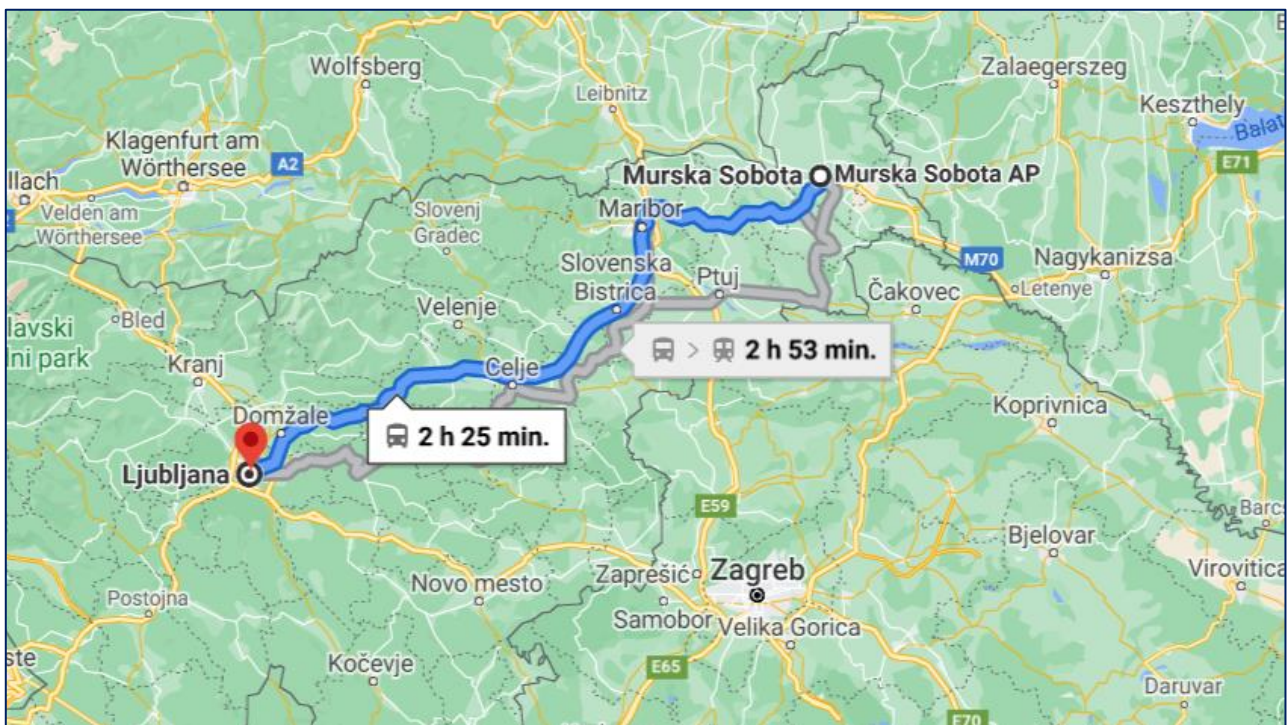 Wolfsberg
Zalaegerszeg
Leibnitz
Keszthely
Balat
Klagenfurt am
Wörthersee
A2
E71
llach
Murska Sobota
Murska Sobota AP
Velden am
Wörthersee
Slovenj
Gradec
Maribor
M70
Nagykanizsa
Slovenska
Bistrica
Ptuj
Čakovec
Letenye
Bled
Velenje
lavski
lni park
2 h 53 min.
Kranj
Celje
Koprivnica
Domžale
2 h 25 min.
Ljubljana
E59
Barcs
Bjelovar
Novo mesto
Zaprešić
Zagreb
Virovitica
Postojna
Samobor
Velika Gorica
ste
Kočevje
E65
Daruvar
E70